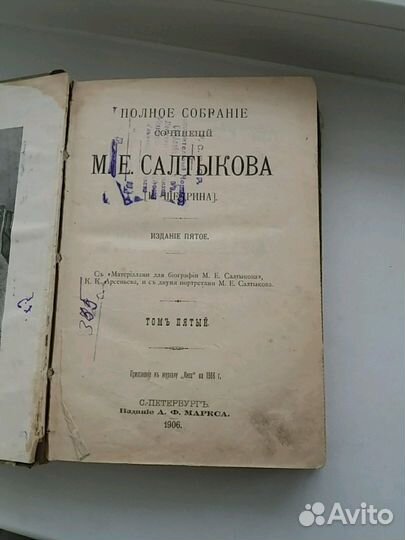 ПОЛНОЕ СОБРАНІЕ
СОЧИНЕНІЙ
М. Е. САЛТЫКОВА
[Н. ЩЕДРИНА].
ИЗДАНІЕ ПЯТОЕ.
Съ «Матеріалами для біографіи М. Е. Салтыкова»,
К. К. Арсеньева, и съ двумя портретами М. Е. Салтыкова.
ТОМЪ ПЯТЫЙ.
Приложеніе къ журналу „Нива" на 1906 г.
С.-ПЕТЕРБУРГЪ.
Изданіе А. Ф. МАРКСА.
1906.
Avito